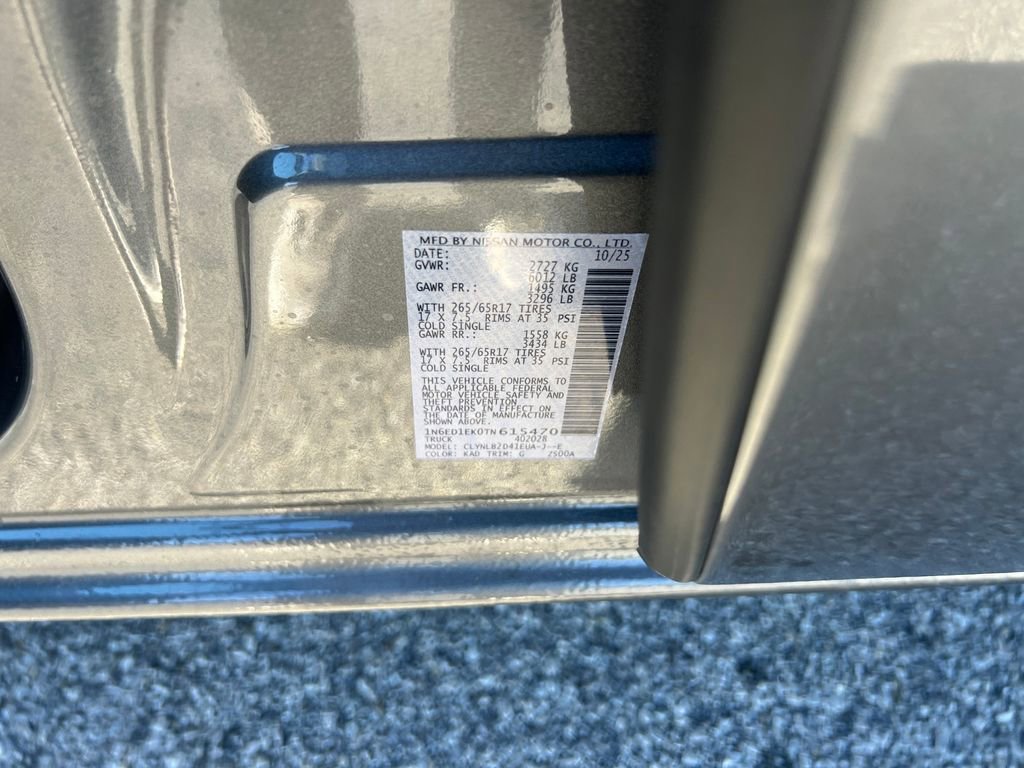 MFD BY NISSAN MOTOR CO., LTD.
DATE: 10/25
GVWR: 2727 KG
6012 LB
GAWR FR.: 1495 KG
3296 LB
WITH 265/65R17 TIRES
17 X 7.5 RIMS AT 35 PSI
COLD SINGLE
GAWR RR.: 1558 KG
3434 LB
WITH 265/65R17 TIRES
17 X 7.5 RIMS AT 35 PSI
COLD SINGLE
THIS VEHICLE CONFORMS TO
ALL APPLICABLE FEDERAL
MOTOR VEHICLE SAFETY AND
THEFT PREVENTION
STANDARDS IN EFFECT ON
THE DATE OF MANUFACTURE
SHOWN ABOVE.
1N6ED1EK0TN615470
TRUCK 402028
MODEL: CLYNLB2D41EUA-J--E
COLOR: KAD TRIM: G 2S00A